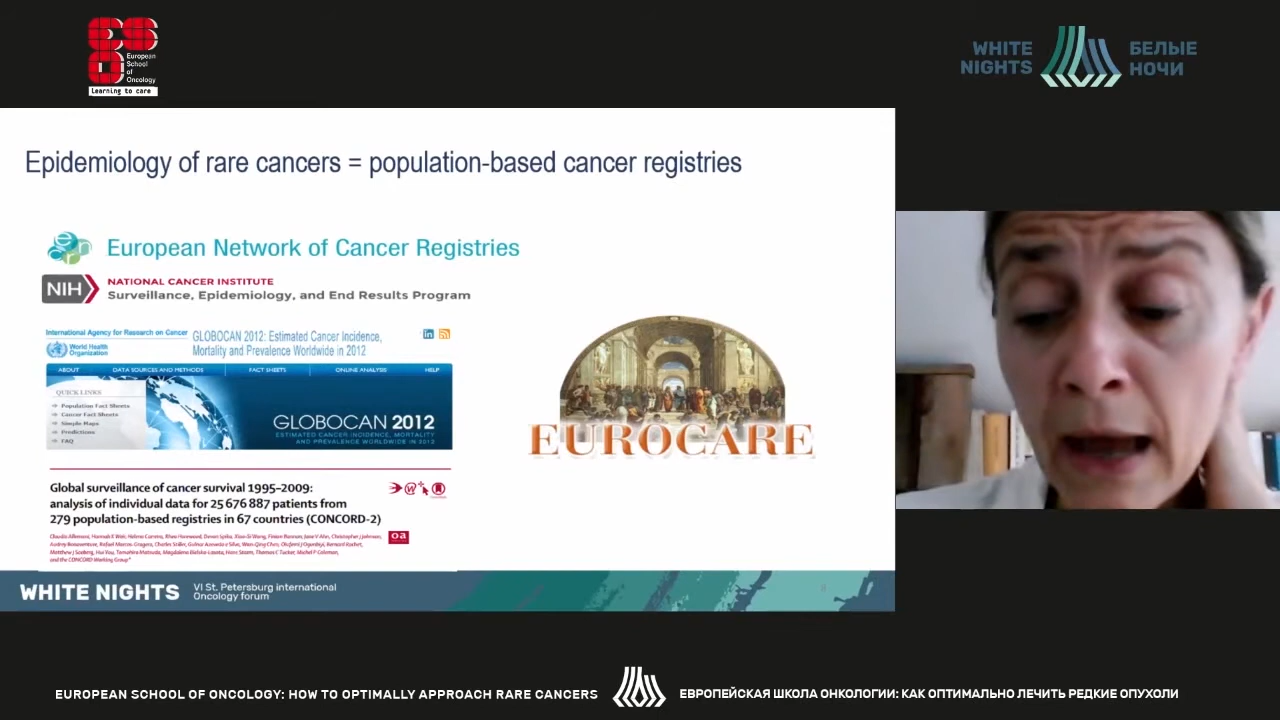 European
School
of
Oncology
Learning to care
WHITE
NIGHTS
БЕЛЫЕ
НОЧИ
Epidemiology of rare cancers = population-based cancer registries
European Network of Cancer Registries
NIH
NATIONAL CANCER INSTITUTE
Surveillance, Epidemiology, and End Results Program
International Agency for Research on Cancer
World Health
Organization
GLOBOCAN 2012: Estimated Cancer Incidence,
Mortality and Prevalence Worldwide in 2012
ABOUT DATA SOURCES AND METHODS FACT SHEETS ONLINE ANALYSIS HELP
QUICK LINKS
Population Fact Sheets
Cancer Fact Sheets
Simple Maps
Predictions
FAQ
GLOBOCAN 2012
ESTIMATED CANCER INCIDENCE, MORTALITY
AND PREVALENCE WORLDWIDE IN 2012
EUROCARE
Global surveillance of cancer survival 1995–2009:
analysis of individual data for 25 676 887 patients from
279 population-based registries in 67 countries (CONCORD-2)
oa
and the CONCORD Working Group*
WHITE NIGHTS
VI St. Petersburg international
Oncology forum
EUROPEAN SCHOOL OF ONCOLOGY: HOW TO OPTIMALLY APPROACH RARE CANCERS
ЕВРОПЕЙСКАЯ ШКОЛА ОНКОЛОГИИ: КАК ОПТИМАЛЬНО ЛЕЧИТЬ РЕДКИЕ ОПУХОЛИ